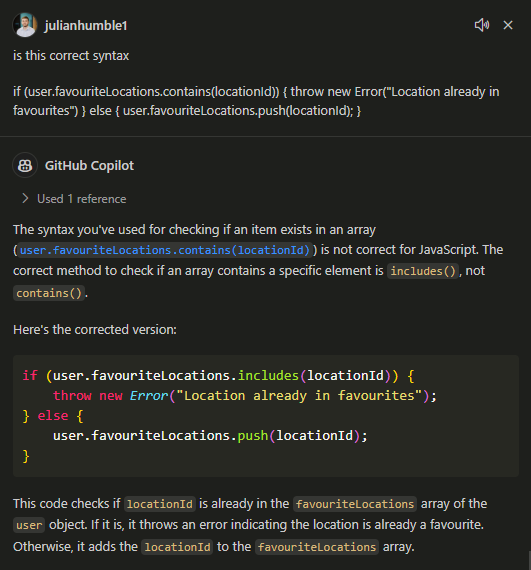 julianhumble1
is this correct syntax
if (user.favouriteLocations.contains(locationId)) { throw new Error("Location already in
favourites") } else { user.favouriteLocations.push(locationId); }
GitHub Copilot
Used 1 reference
The syntax you've used for checking if an item exists in an array
(user.favouriteLocations.contains(locationId)) is not correct for JavaScript. The
correct method to check if an array contains a specific element is includes(), not
contains().
Here's the corrected version:
if (user.favouriteLocations.includes(locationId)) {
    throw new Error("Location already in favourites");
} else {
    user.favouriteLocations.push(locationId);
}
This code checks if locationId is already in the favouriteLocations array of the
user object. If it is, it throws an error indicating the location is already a favourite.
Otherwise, it adds the locationId to the favouriteLocations array.